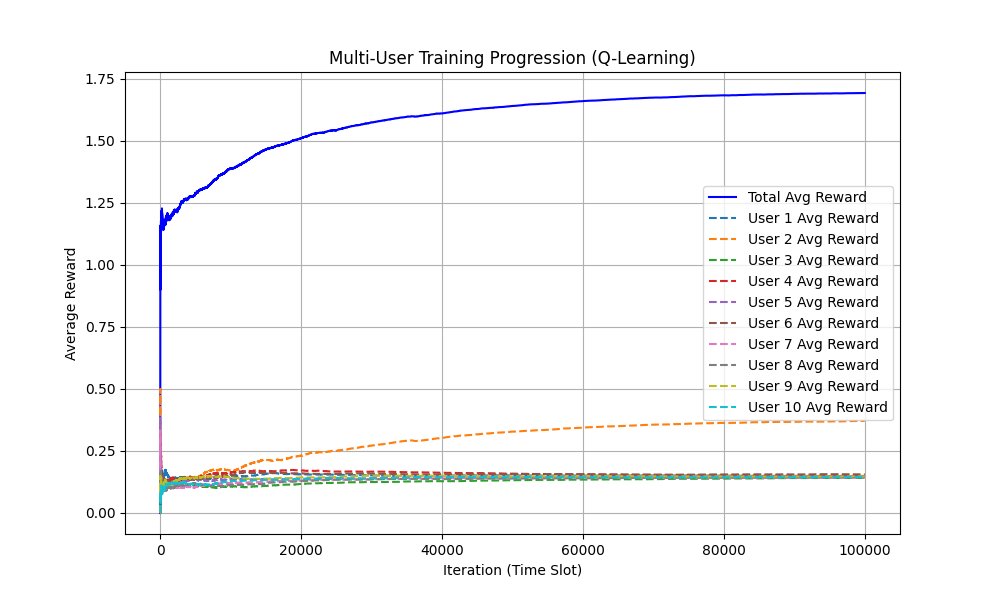 Multi-User Training Progression (Q-Learning)
1.75
1.50
1.25
1.00
0.75
0.50
0.25
0.00
Average Reward
Total Avg Reward
User 1 Avg Reward
User 2 Avg Reward
User 3 Avg Reward
User 4 Avg Reward
User 5 Avg Reward
User 6 Avg Reward
User 7 Avg Reward
User 8 Avg Reward
User 9 Avg Reward
User 10 Avg Reward
0 20000 40000 60000 80000 100000
Iteration (Time Slot)